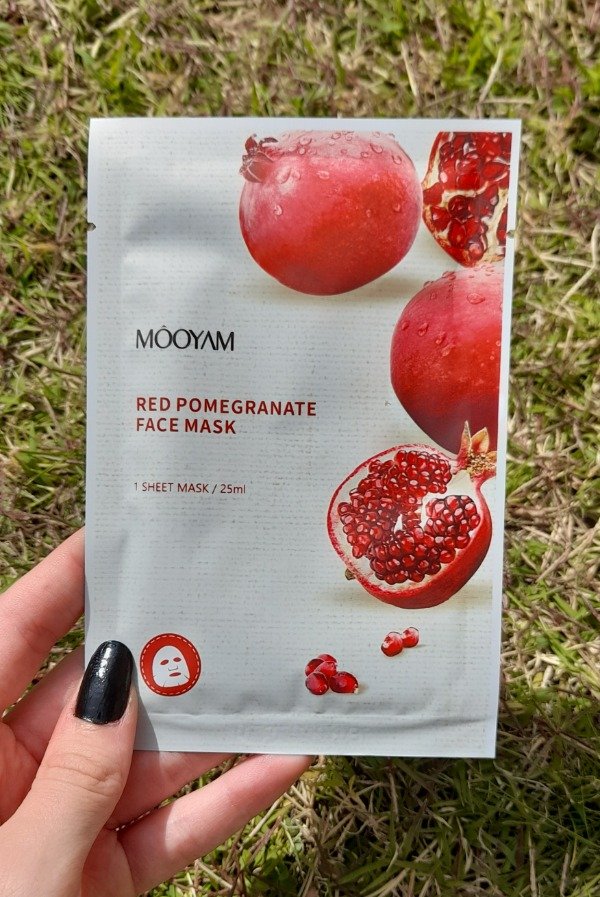 MÔOYAM
RED POMEGRANATE
FACE MASK
1 SHEET MASK / 25ml